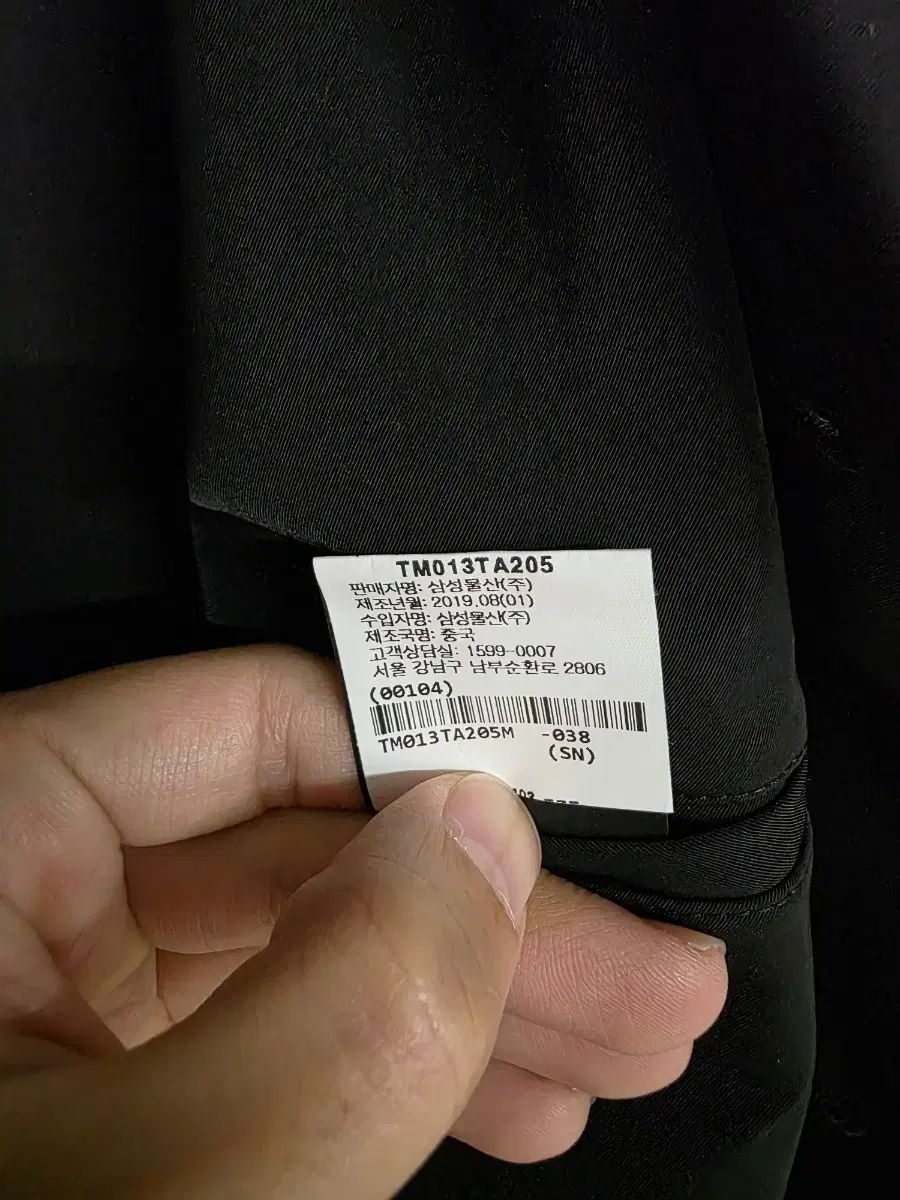 TM013TA205
판매자명: 삼성물산(주)
제조년월: 2019.08(01)
수입자명: 삼성물산(주)
제조국명: 중국
고객상담실: 1599-0007
서울 강남구 남부순환로 2806
(00104)
TM013TA205M -038
(SN)